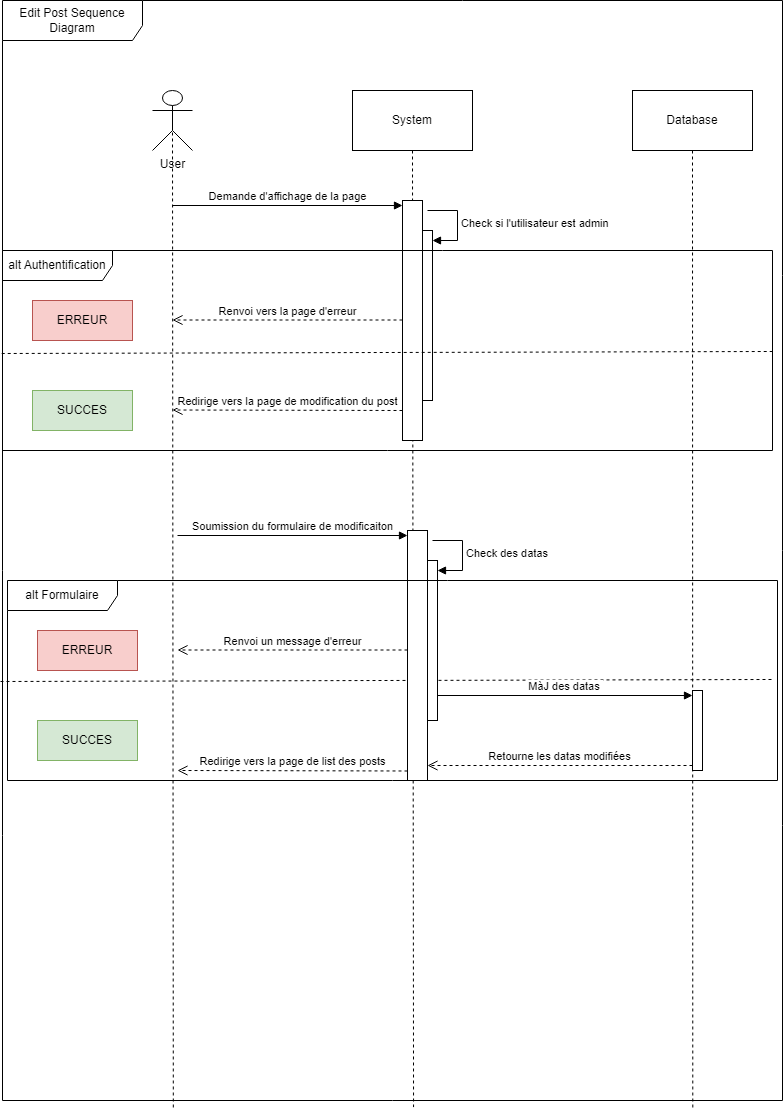 Edit Post Sequence
Diagram
User
System
Database
Demande d'affichage de la page
Check si l'utilisateur est admin
alt Authentification
Renvoi vers la page d'erreur
ERREUR
Redirige vers la page de modification du post
SUCCES
Soumission du formulaire de modificaiton
Check des datas
alt Formulaire
Renvoi un message d'erreur
ERREUR
MàJ des datas
SUCCES
Retourne les datas modifiées
Redirige vers la page de list des posts